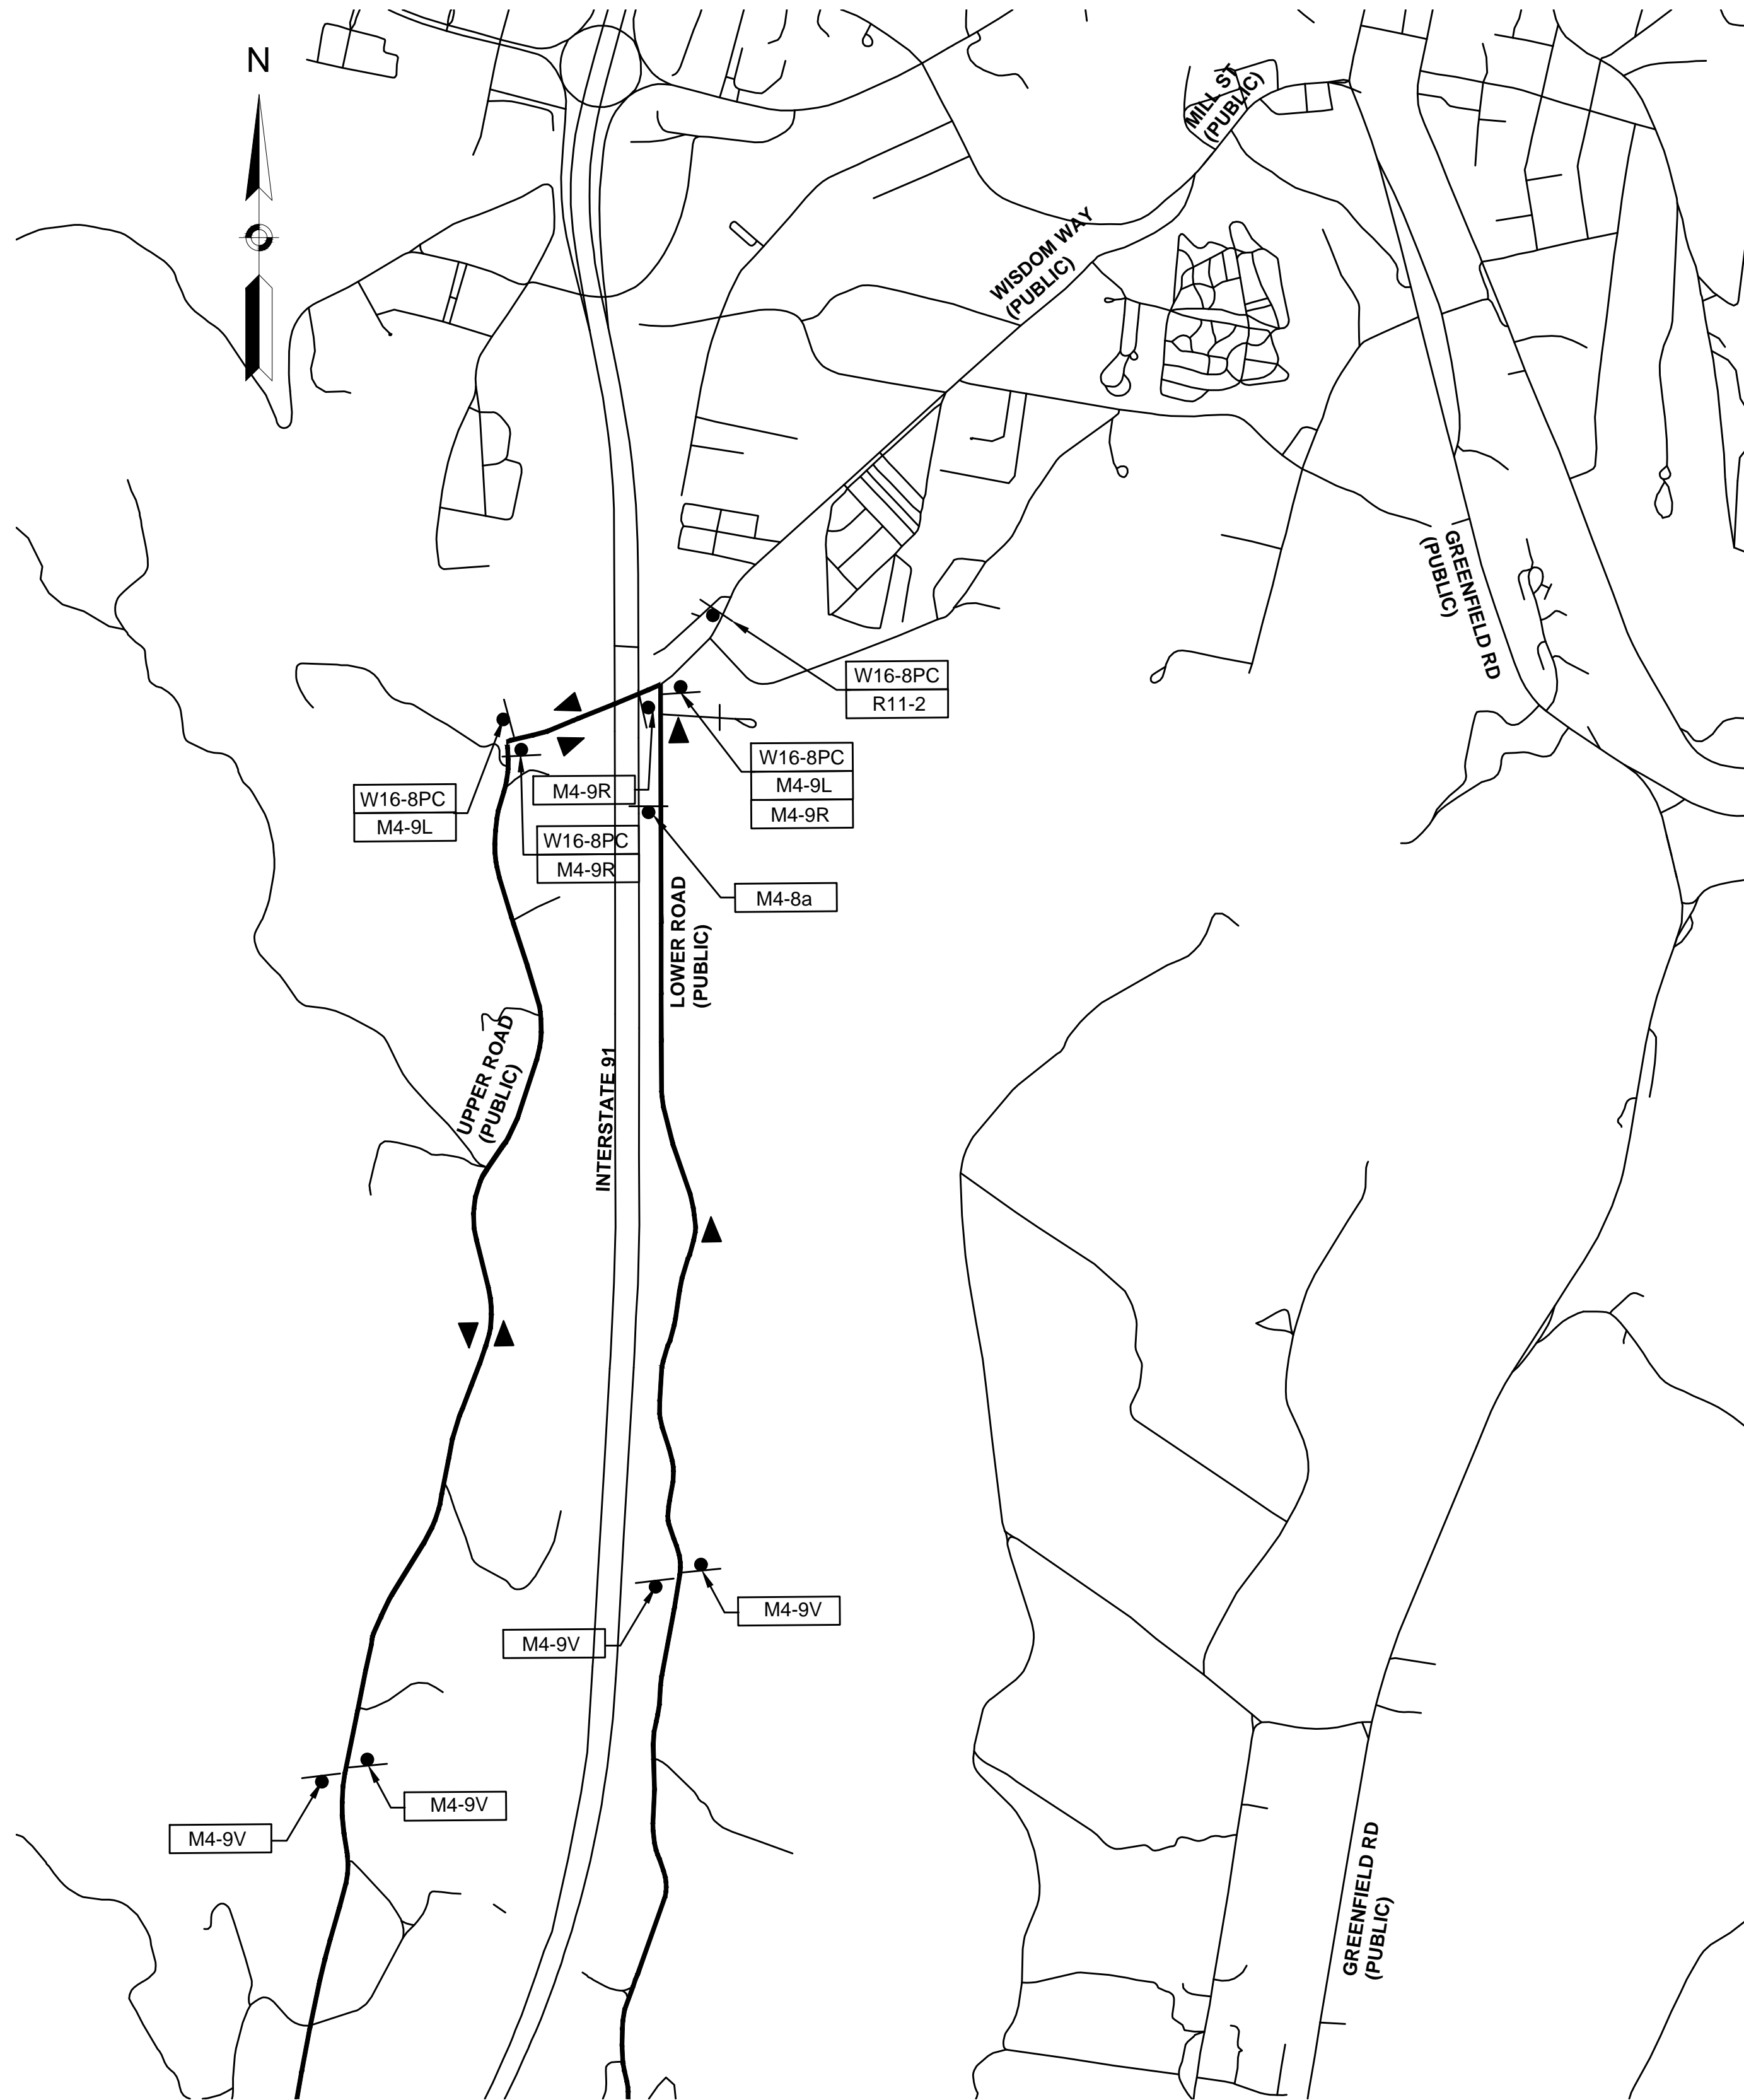 N
MILL ST
(PUBLIC)
WISDOM WAY
(PUBLIC)
GREENFIELD RD
(PUBLIC)
W16-8PC
R11-2
W16-8PC
M4-9L
M4-9R
W16-8PC
M4-9L
M4-9R
W16-8PC
M4-9R
M4-8a
LOWER ROAD
(PUBLIC)
UPPER ROAD
(PUBLIC)
INTERSTATE 91
M4-9V
M4-9V
M4-9V
M4-9V
GREENFIELD RD
(PUBLIC)